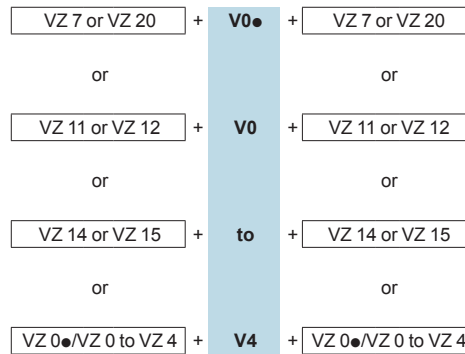 VZ 7 or VZ 20 + V0● + VZ 7 or VZ 20
or or
VZ 11 or VZ 12 + V0 + VZ 11 or VZ 12
or or
VZ 14 or VZ 15 + to + VZ 14 or VZ 15
or or
VZ 0●/VZ 0 to VZ 4 + V4 + VZ 0●/VZ 0 to VZ 4